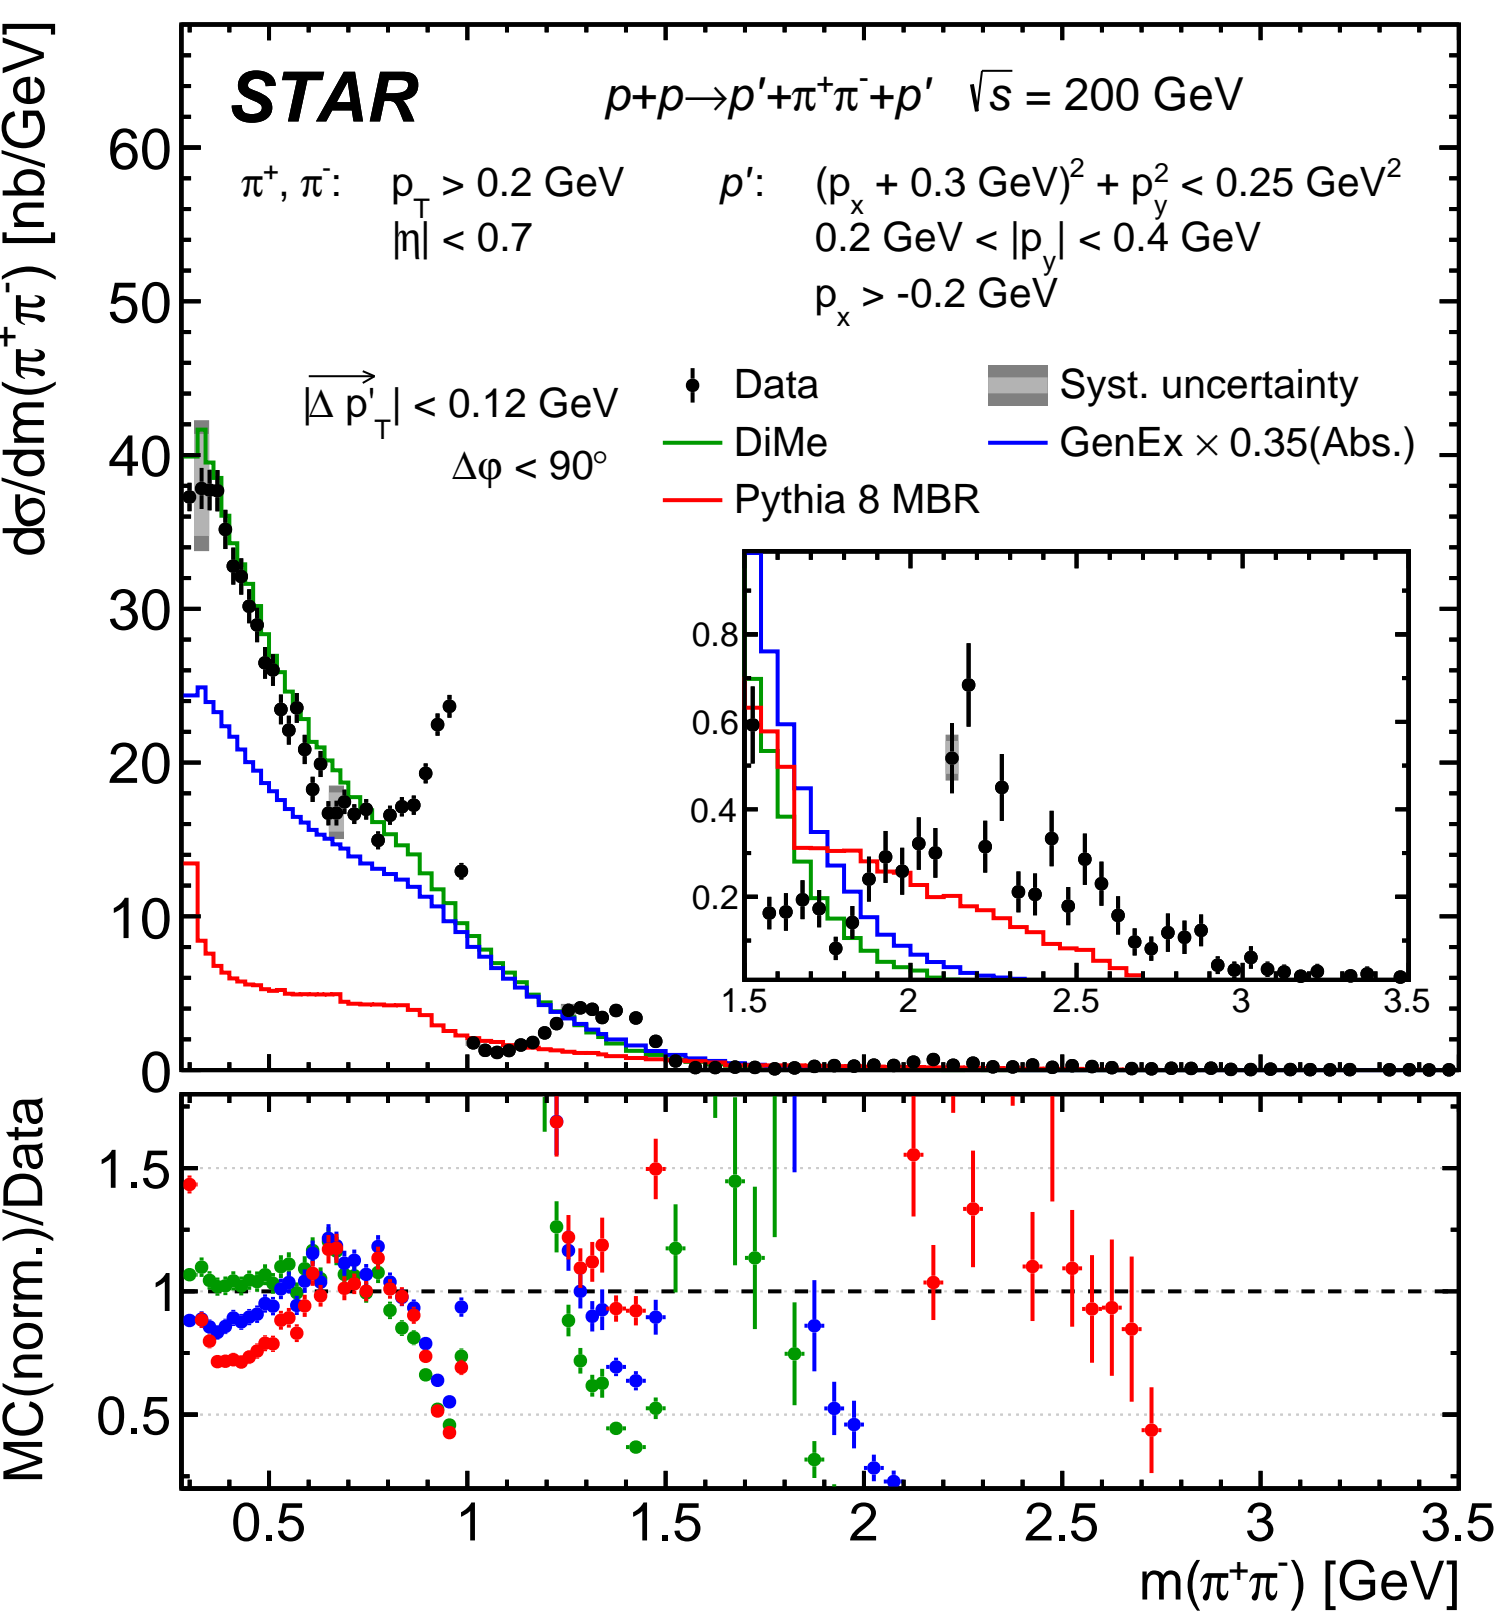 dσ/dm(π⁺π⁻) [nb/GeV]
STAR
p+p→p′+π⁺π⁻+p′ √s = 200 GeV
π⁺, π⁻: p_T > 0.2 GeV p′: (p_x + 0.3 GeV)² + p_y² < 0.25 GeV²
|η| < 0.7 0.2 GeV < |p_y| < 0.4 GeV
p_x > -0.2 GeV
|Δ p'_T| < 0.12 GeV
Δφ < 90°
Data
Syst. uncertainty
DiMe
GenEx × 0.35(Abs.)
Pythia 8 MBR
60
50
40
30
20
10
0
0.8
0.6
0.4
0.2
1.5 2 2.5 3 3.5
MC(norm.)/Data
1.5
1
0.5
0.5 1 1.5 2 2.5 3 3.5
m(π⁺π⁻) [GeV]